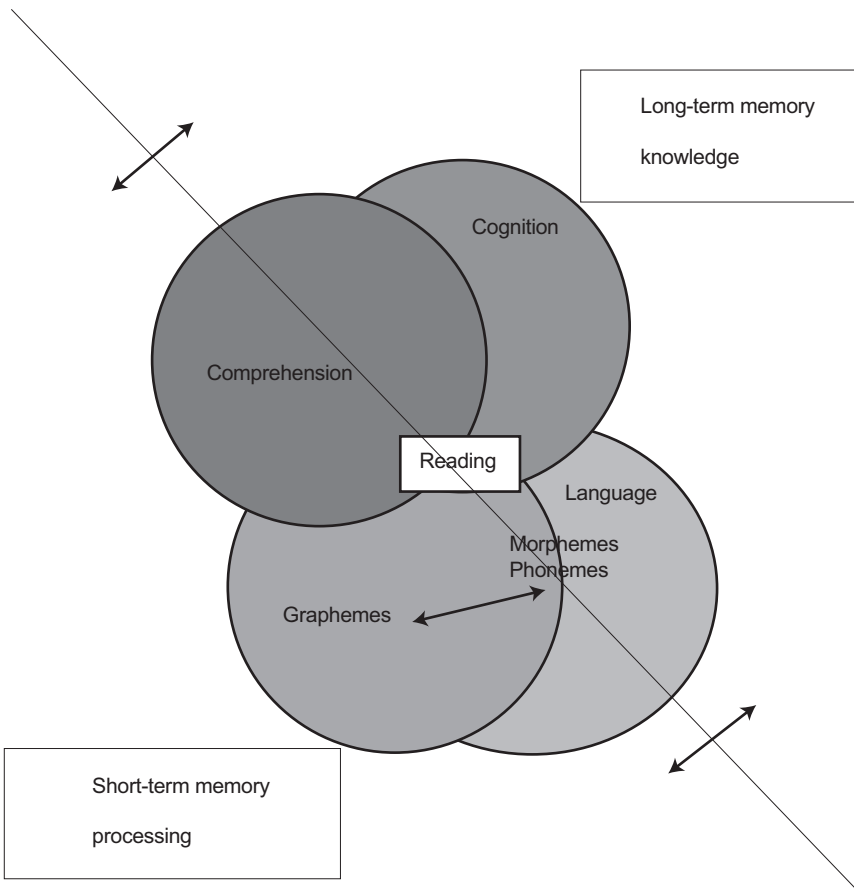 Long-term memory
knowledge
Cognition
Comprehension
Reading
Language
Morphemes
Phonemes
Graphemes
Short-term memory
processing